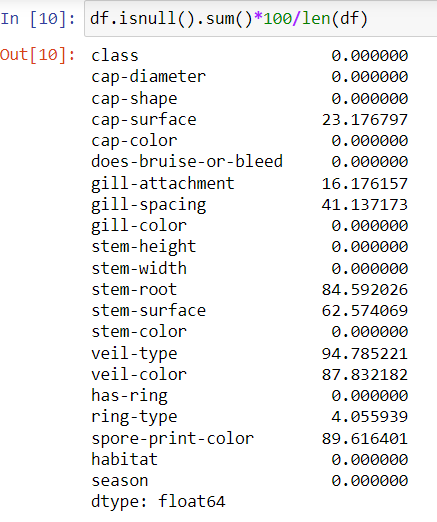 In [10]: df.isnull().sum()*100/len(df)
Out[10]: class 0.000000
cap-diameter 0.000000
cap-shape 0.000000
cap-surface 23.176797
cap-color 0.000000
does-bruise-or-bleed 0.000000
gill-attachment 16.176157
gill-spacing 41.137173
gill-color 0.000000
stem-height 0.000000
stem-width 0.000000
stem-root 84.592026
stem-surface 62.574069
stem-color 0.000000
veil-type 94.785221
veil-color 87.832182
has-ring 0.000000
ring-type 4.055939
spore-print-color 89.616401
habitat 0.000000
season 0.000000
dtype: float64